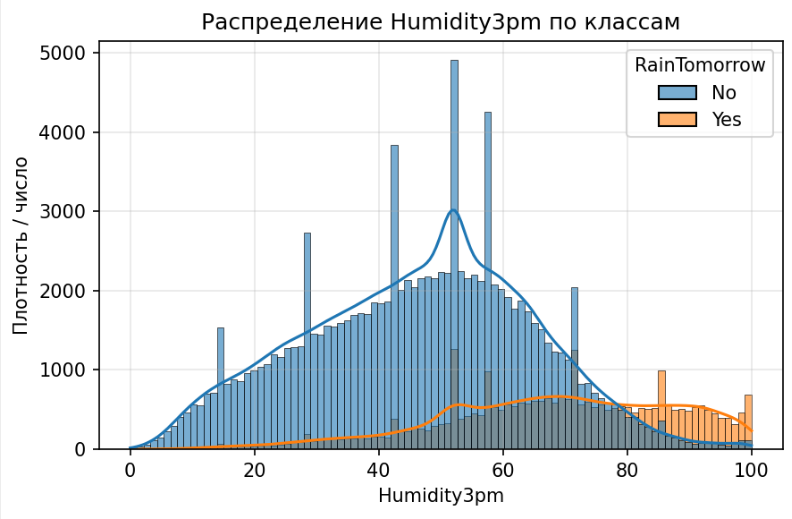 Распределение Humidity3pm по классам
RainTomorrow
No
Yes
Плотность / число
5000
4000
3000
2000
1000
0
0 20 40 60 80 100
Humidity3pm